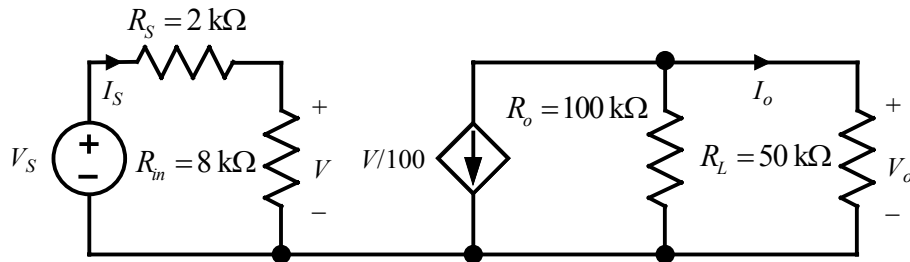 R_S = 2 kΩ
I_S
V_S
+
−
R_in = 8 kΩ
+
V
−
V/100
R_o = 100 kΩ
I_o
R_L = 50 kΩ
+
V_o
−